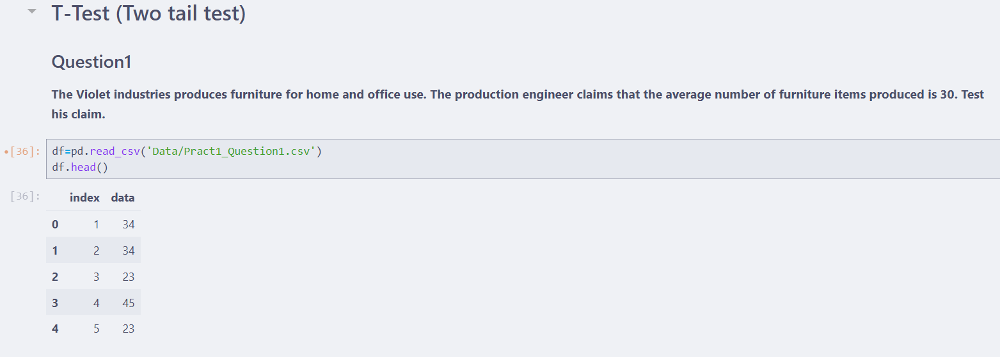 T-Test (Two tail test)
Question1
The Violet industries produces furniture for home and office use. The production engineer claims that the average number of furniture items produced is 30. Test
his claim.
•[36]: df=pd.read_csv('Data/Pract1_Question1.csv')
df.head()
[36]: index data
0 1 34
1 2 34
2 3 23
3 4 45
4 5 23